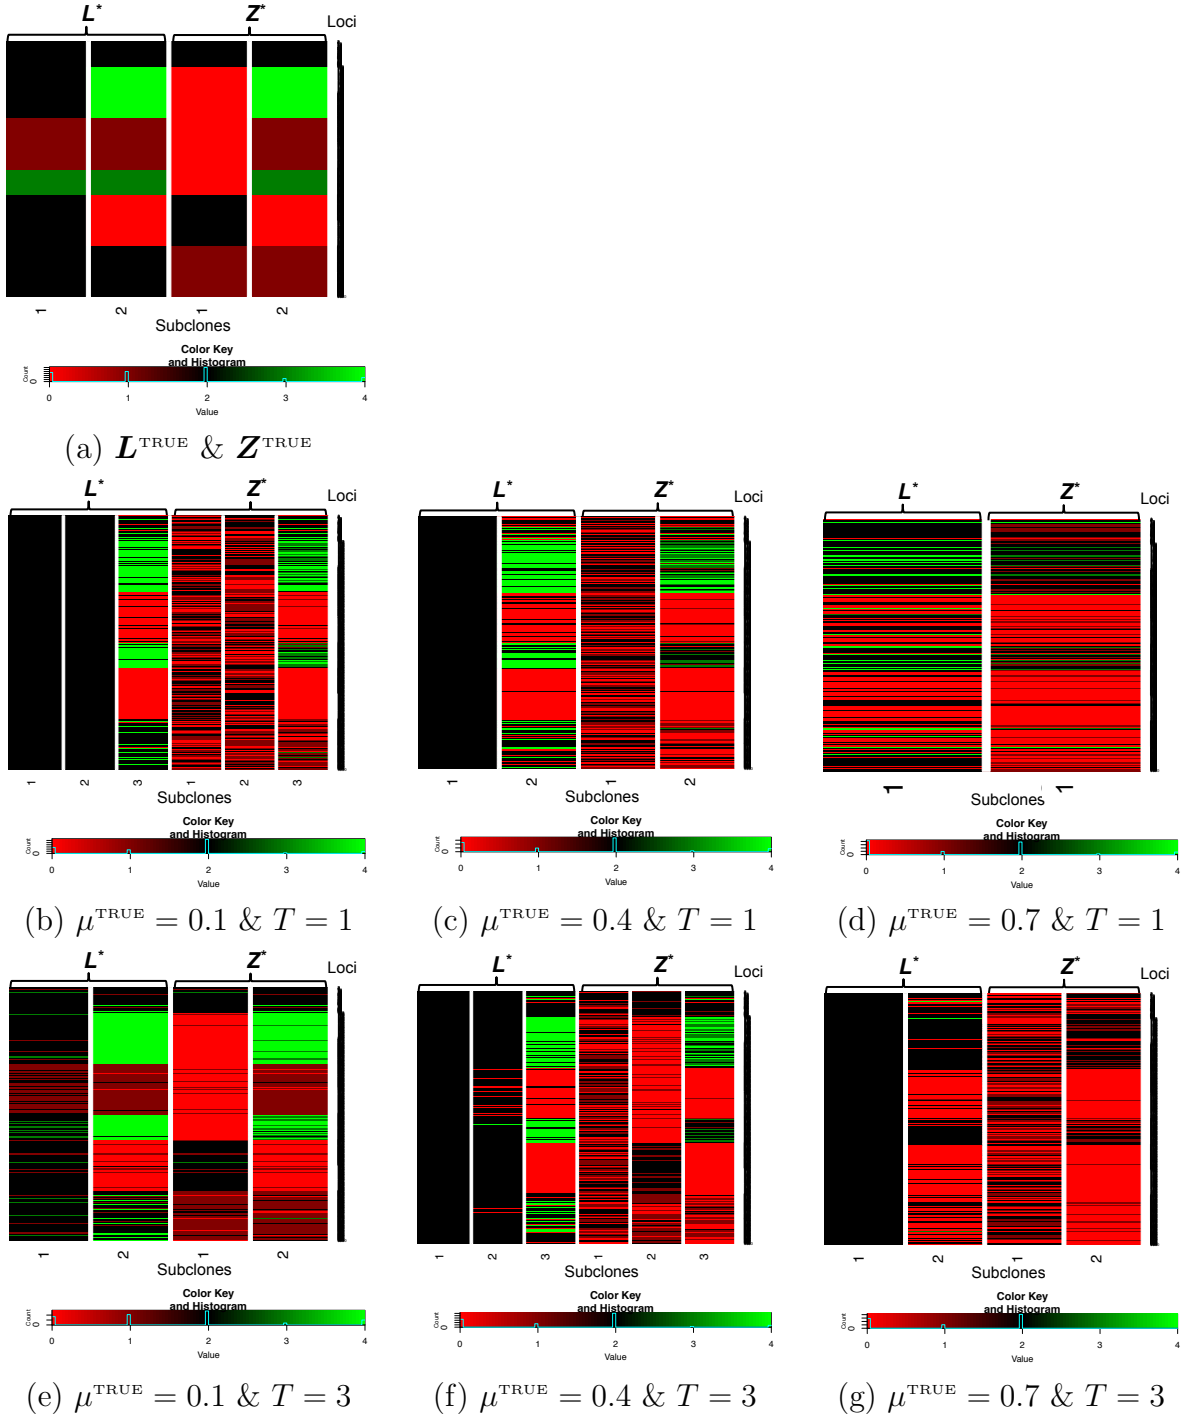 L* Z* Loci
1 2 1 2
Subclones
Color Key
and Histogram
Count
0
0 1 2 3 4
Value
(a) L^TRUE & Z^TRUE
L* Z* Loci
1 2 3 1 2 3
Subclones
Color Key
and Histogram
Count
0
0 1 2 3 4
Value
(b) μ^TRUE = 0.1 & T = 1
L* Z* Loci
1 2 1 2
Subclones
Color Key
and Histogram
Count
0
0 1 2 3 4
Value
(c) μ^TRUE = 0.4 & T = 1
L* Z* Loci
1 1
Subclones
Color Key
and Histogram
Count
0
0 1 2 3 4
Value
(d) μ^TRUE = 0.7 & T = 1
L* Z* Loci
1 2 1 2
Subclones
Color Key
and Histogram
Count
0
0 1 2 3 4
Value
(e) μ^TRUE = 0.1 & T = 3
L* Z* Loci
1 2 3 1 2 3
Subclones
Color Key
and Histogram
Count
0
0 1 2 3 4
Value
(f) μ^TRUE = 0.4 & T = 3
L* Z* Loci
1 2 1 2
Subclones
Color Key
and Histogram
Count
0
0 1 2 3 4
Value
(g) μ^TRUE = 0.7 & T = 3